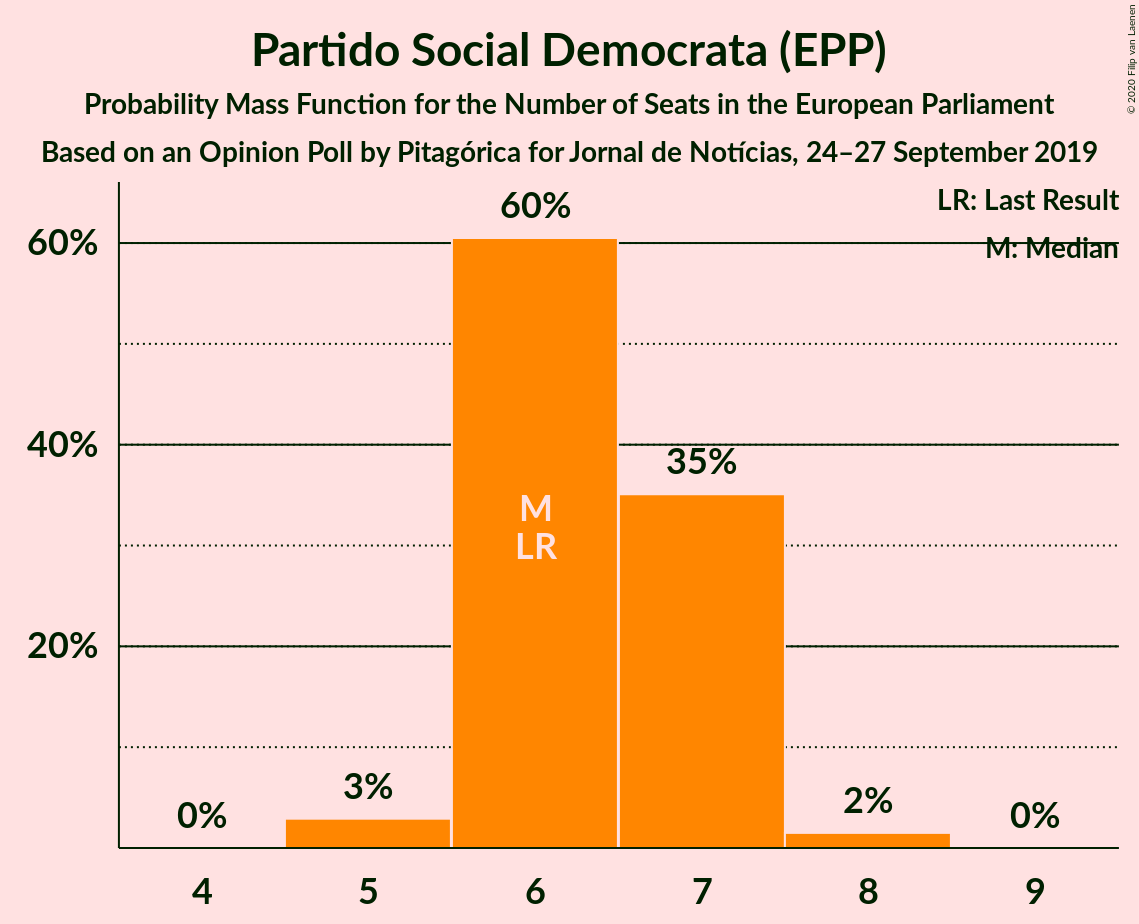 Partido Social Democrata (EPP)
Probability Mass Function for the Number of Seats in the European Parliament
Based on an Opinion Poll by Pitagórica for Jornal de Notícias, 24–27 September 2019
© 2020 Filip van Laenen
LR: Last Result
M: Median
60%
40%
20%
0%
3%
60%
35%
2%
0%
M
LR
4
5
6
7
8
9